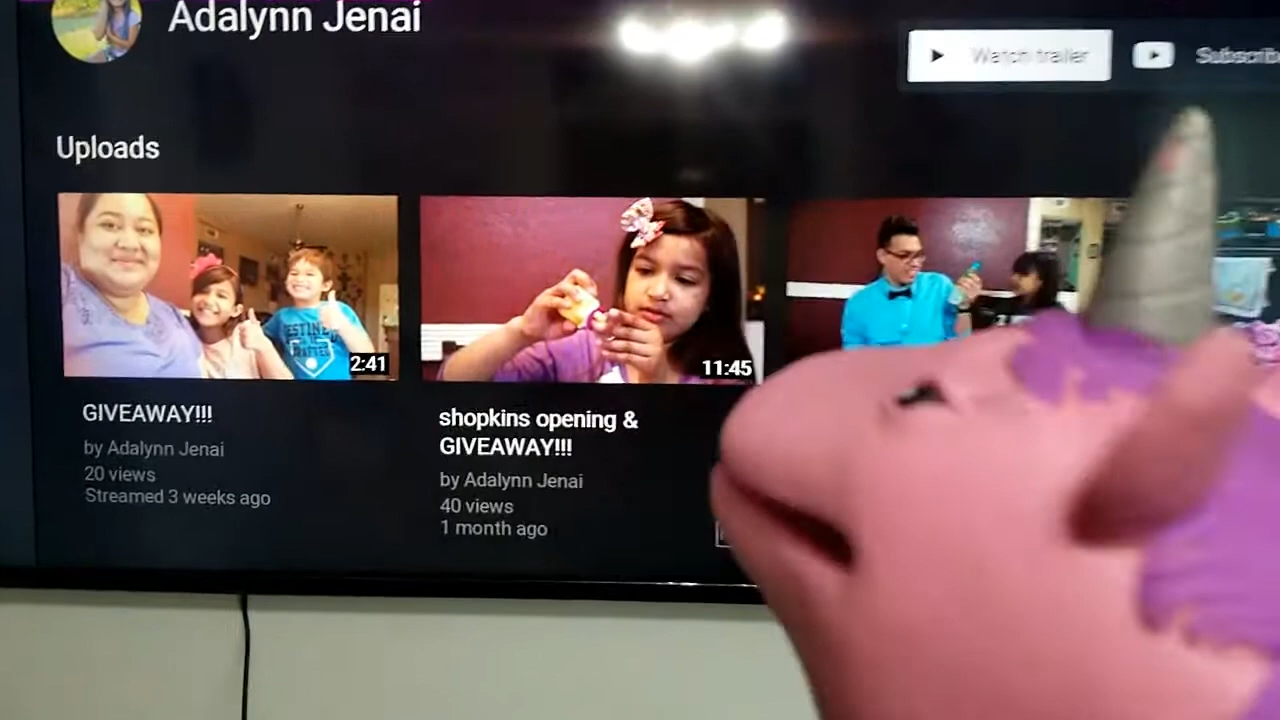 Adalynn Jenai
Watch trailer
Subscrib
Uploads
2:41
11:45
GIVEAWAY!!!
by Adalynn Jenai
20 views
Streamed 3 weeks ago
shopkins opening &
GIVEAWAY!!!
by Adalynn Jenai
40 views
1 month ago